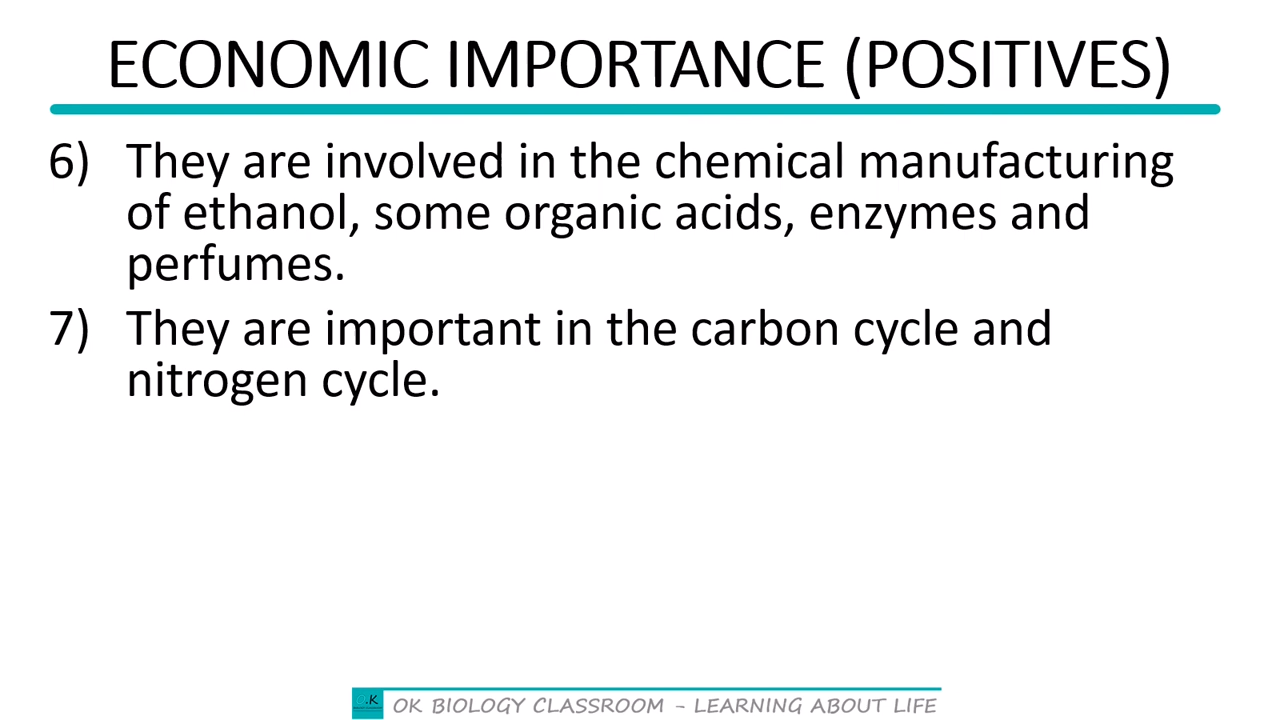 ECONOMIC IMPORTANCE (POSITIVES)
6) They are involved in the chemical manufacturing
of ethanol, some organic acids, enzymes and
perfumes.
7) They are important in the carbon cycle and
nitrogen cycle.
OK BIOLOGY CLASSROOM - LEARNING ABOUT LIFE